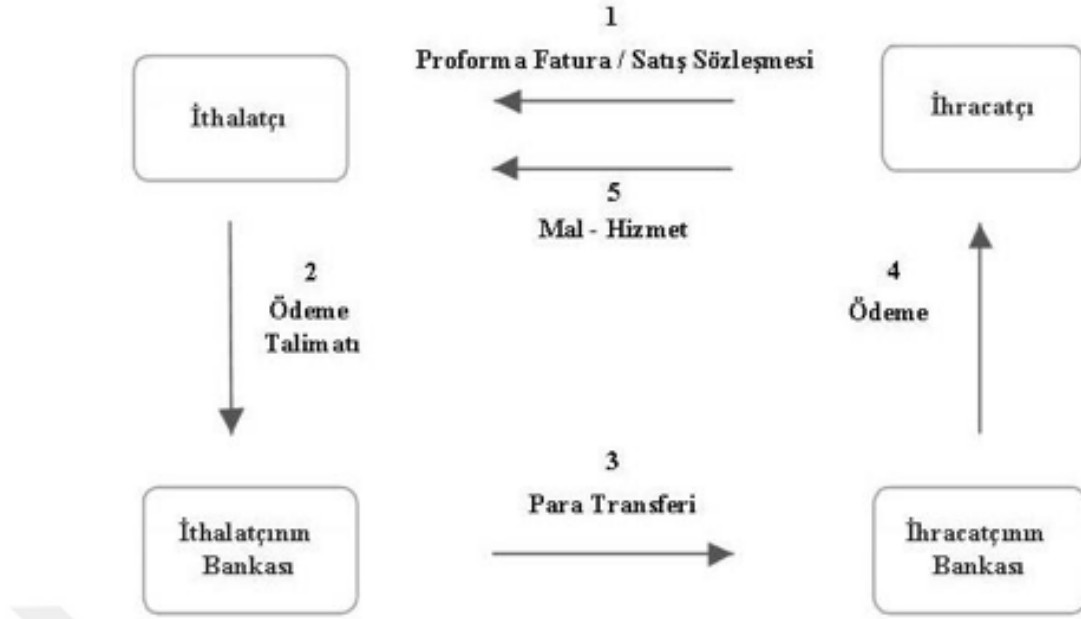 1
Proforma Fatura / Satış Sözleşmesi
İthalatçı
İhracatçı
5
Mal - Hizmet
2
Ödeme
Talimatı
4
Ödeme
3
Para Transferi
İthalatçının
Bankası
İhracatçının
Bankası